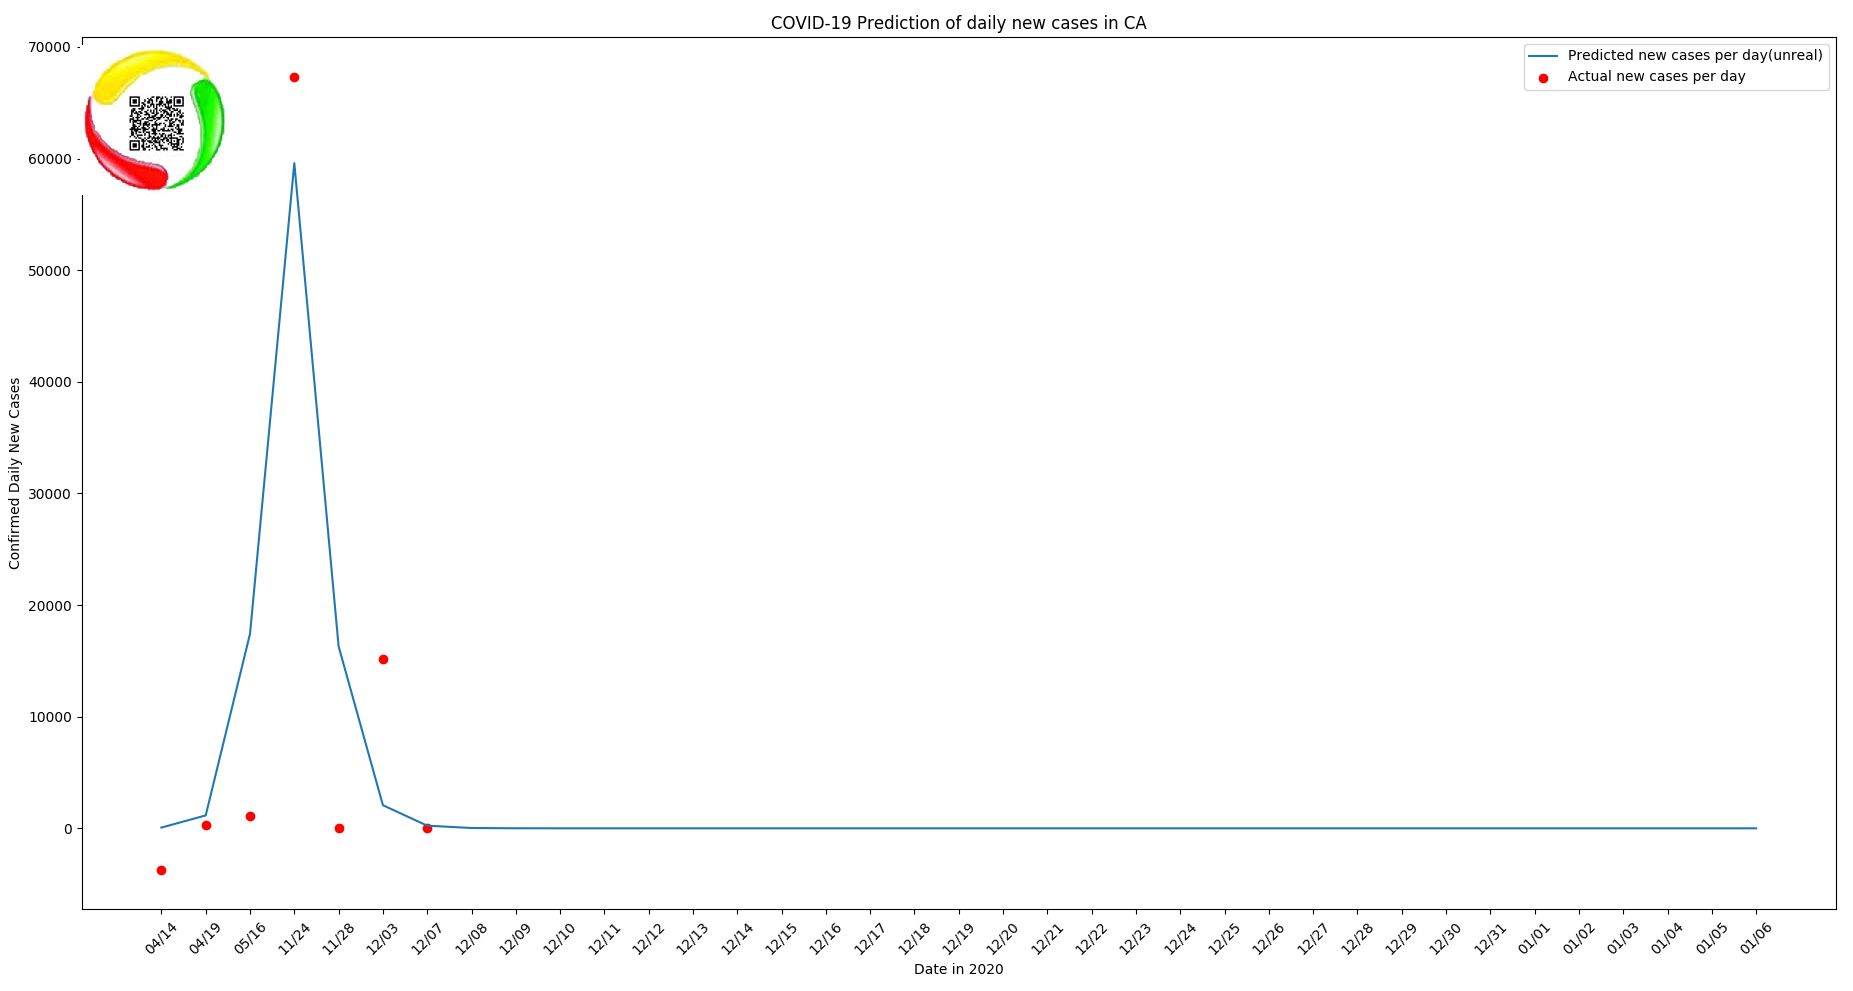 COVID-19 Prediction of daily new cases in CA
Predicted new cases per day(unreal)
Actual new cases per day
Confirmed Daily New Cases
70000
60000
50000
40000
30000
20000
10000
0
04/14 04/19 05/16 11/24 11/28 12/03 12/07 12/08 12/09 12/10 12/11 12/12 12/13 12/14 12/15 12/16 12/17 12/18 12/19 12/20 12/21 12/22 12/23 12/24 12/25 12/26 12/27 12/28 12/29 12/30 12/31 01/01 01/02 01/03 01/04 01/05 01/06
Date in 2020